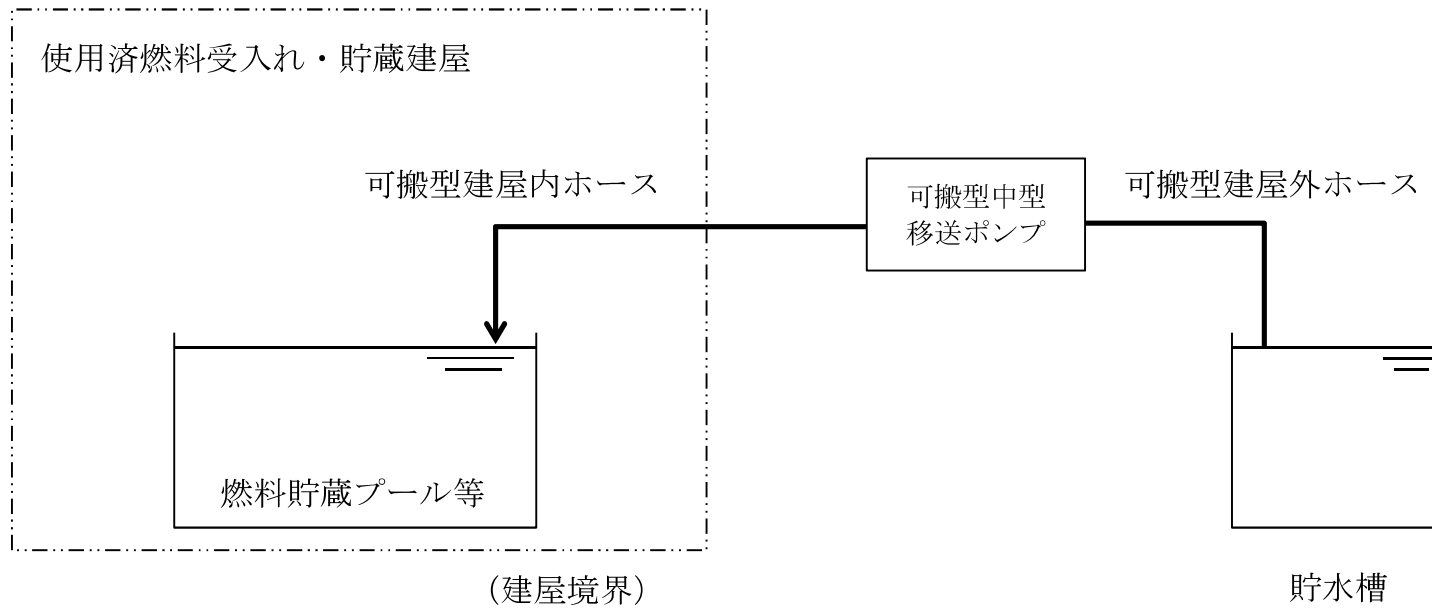 使用済燃料受入れ・貯蔵建屋
可搬型建屋内ホース
可搬型中型
移送ポンプ
可搬型建屋外ホース
燃料貯蔵プール等
(建屋境界)
貯水槽